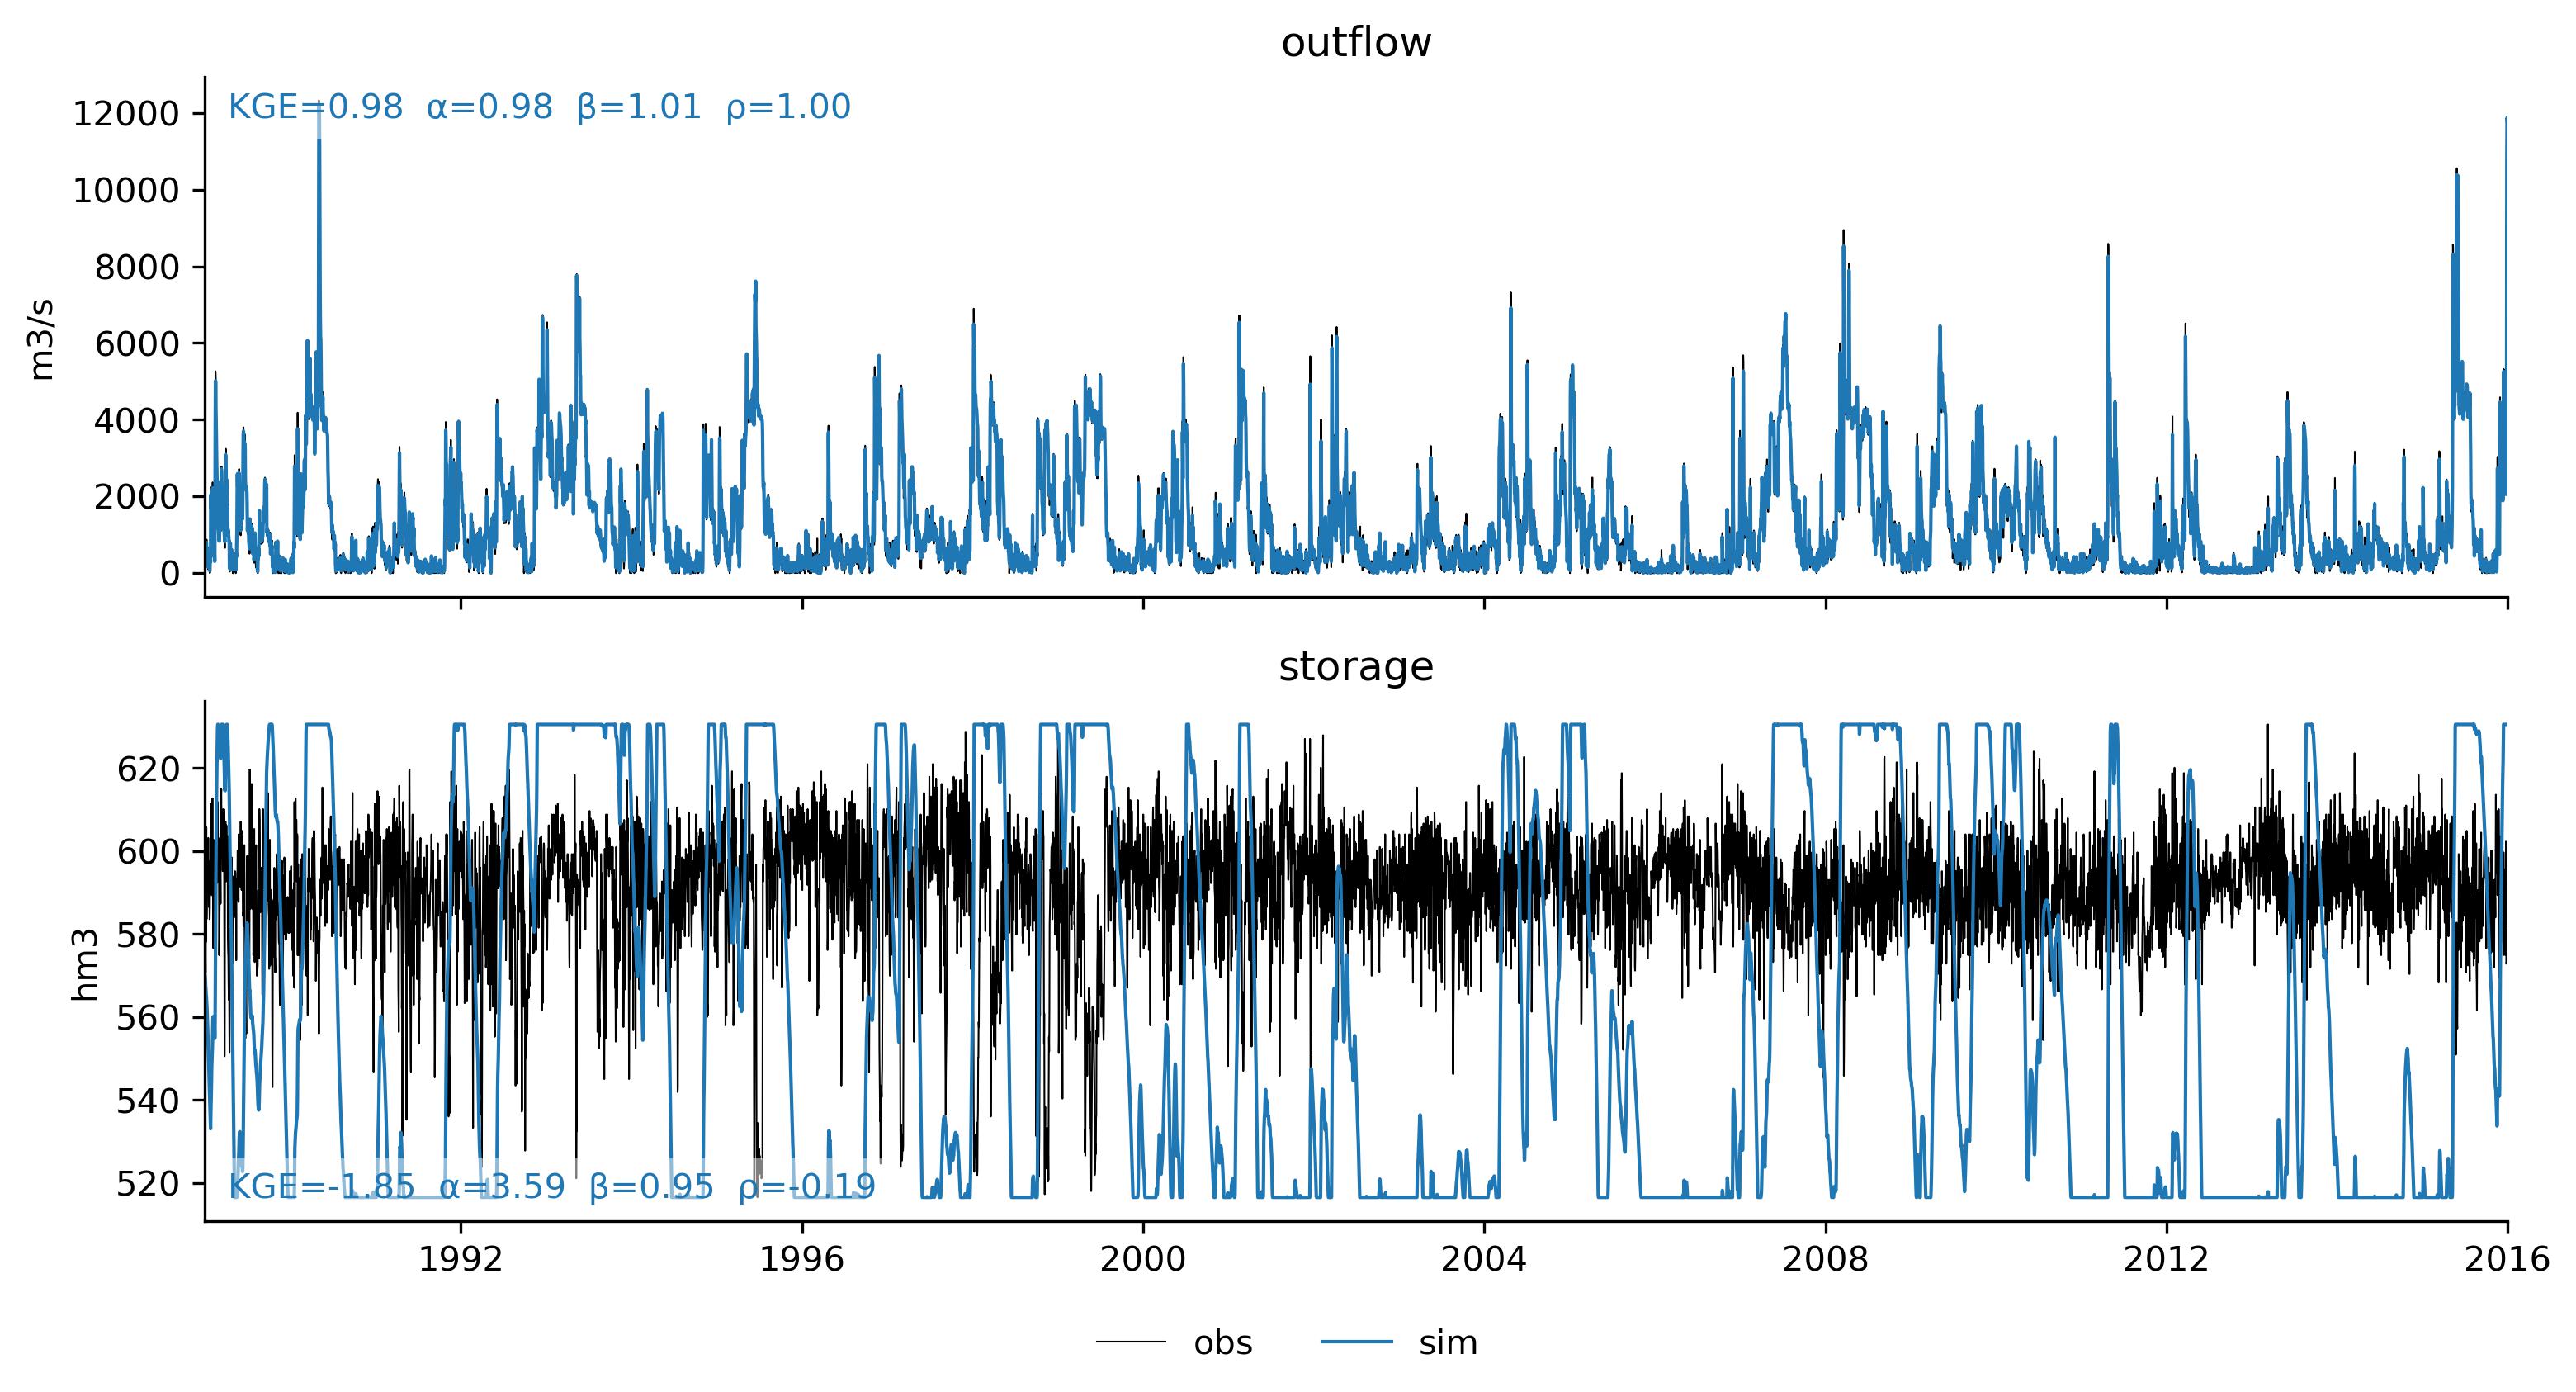 outflow
KGE=0.98 α=0.98 β=1.01 ρ=1.00
12000
10000
8000
6000
4000
2000
0
m3/s
storage
620
600
580
560
540
520
hm3
KGE=-1.85 α=3.59 β=0.95 ρ=-0.19
1992 1996 2000 2004 2008 2012 2016
obs sim